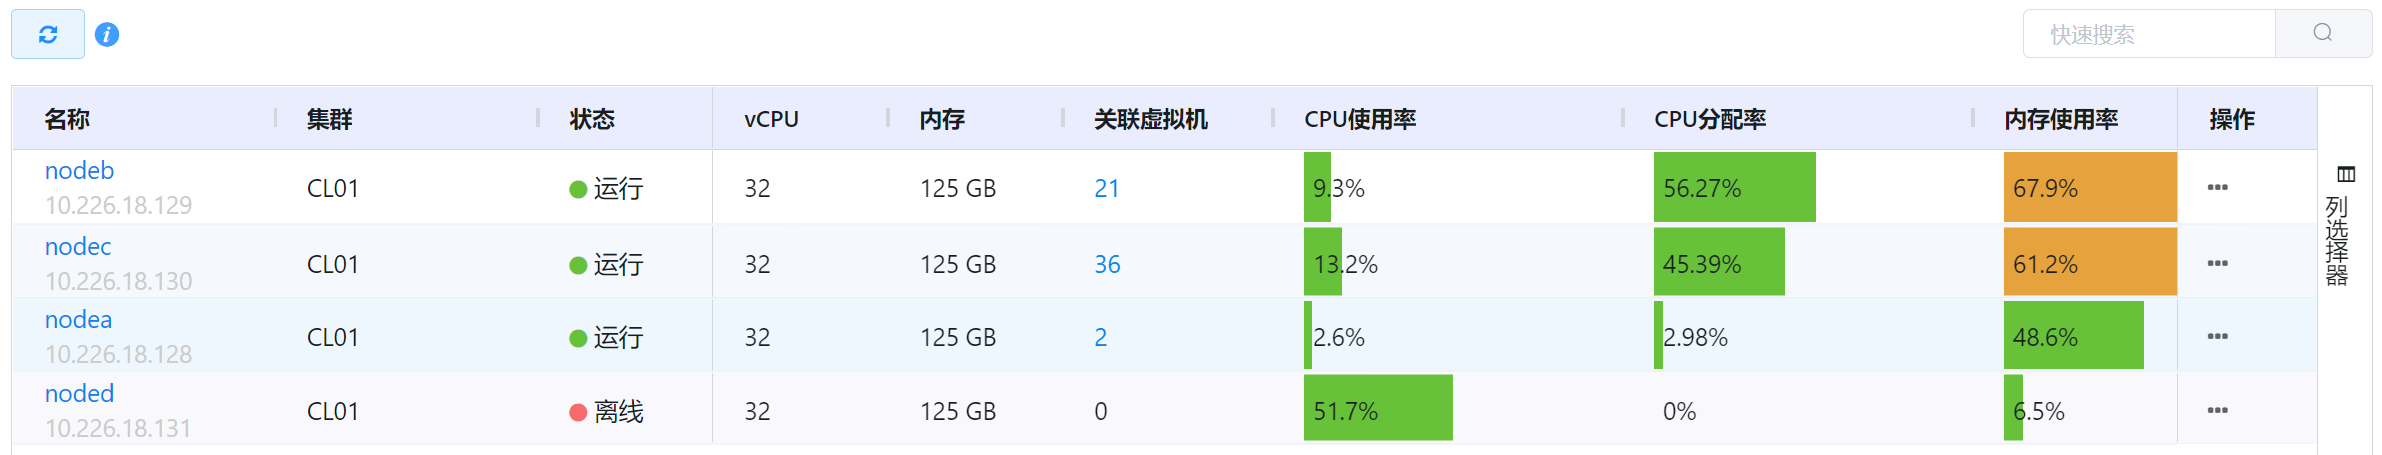 快速搜索
名称 集群 状态 vCPU 内存 关联虚拟机 CPU使用率 CPU分配率 内存使用率 操作
nodeb
10.226.18.129
CL01 运行 32 125 GB 21 9.3% 56.27% 67.9%
nodec
10.226.18.130
CL01 运行 32 125 GB 36 13.2% 45.39% 61.2%
nodea
10.226.18.128
CL01 运行 32 125 GB 2 2.6% 2.98% 48.6%
noded
10.226.18.131
CL01 离线 32 125 GB 0 51.7% 0% 6.5%
列选择器